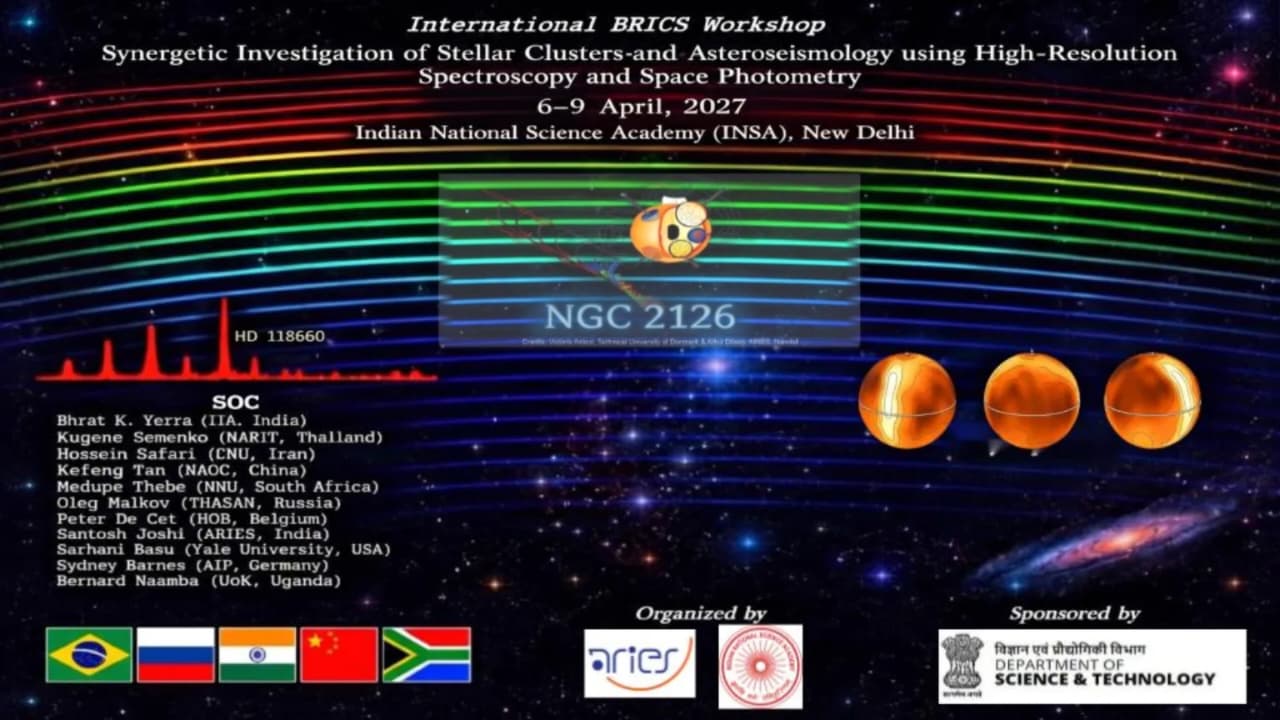 International BRICS Workshop
Synergetic Investigation of Stellar Clusters-and Asteroseismology using High-Resolution
Spectroscopy and Space Photometry
6–9 April, 2027
Indian National Science Academy (INSA), New Delhi
NGC 2126
HD 118660
SOC
Bhrat K. Yerra (IIA. India)
Kugene Semenko (NARIT, Thalland)
Hossein Safari (CNU, Iran)
Kefeng Tan (NAOC, China)
Medupe Thebe (NNU, South Africa)
Oleg Malkov (THASAN, Russia)
Peter De Cet (HOB, Belgium)
Santosh Joshi (ARIES, India)
Sarhani Basu (Yale University, USA)
Sydney Barnes (AIP, Germany)
Bernard Naamba (UoK, Uganda)
Organized by
aries
Sponsored by
विज्ञान एवं प्रौद्योगिकी विभाग
DEPARTMENT OF
SCIENCE & TECHNOLOGY